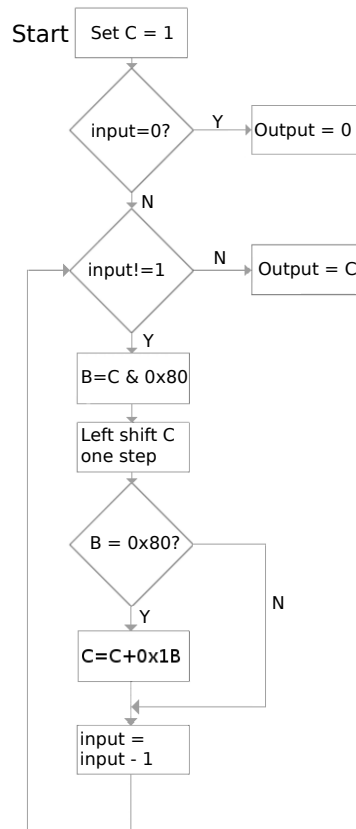 Start
Set C = 1
input=0?
Y
Output = 0
N
input!=1
N
Output = C
Y
B=C & 0x80
Left shift C
one step
B = 0x80?
N
Y
C=C+0x1B
input =
input - 1